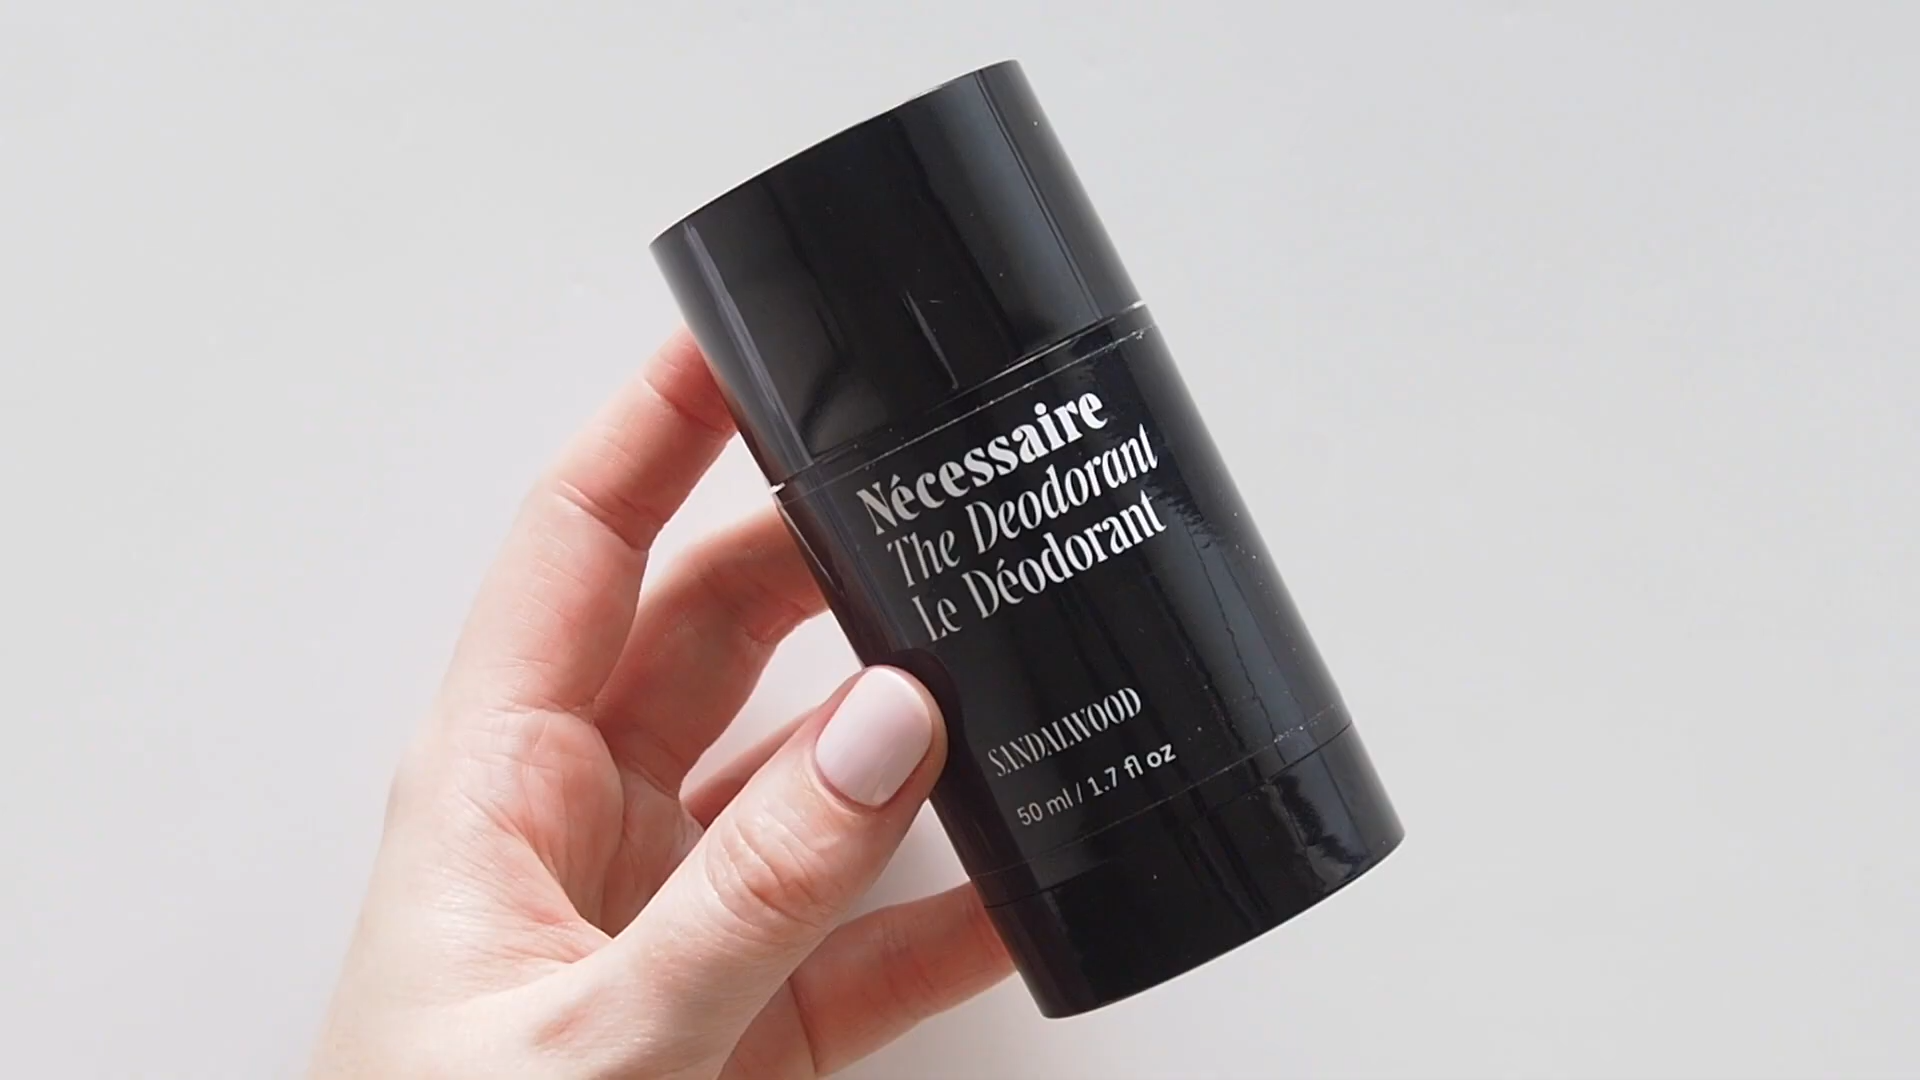 Nécessaire
The Deodorant
Le Déodorant
SANDALWOOD
50 ml / 1.7 fl oz